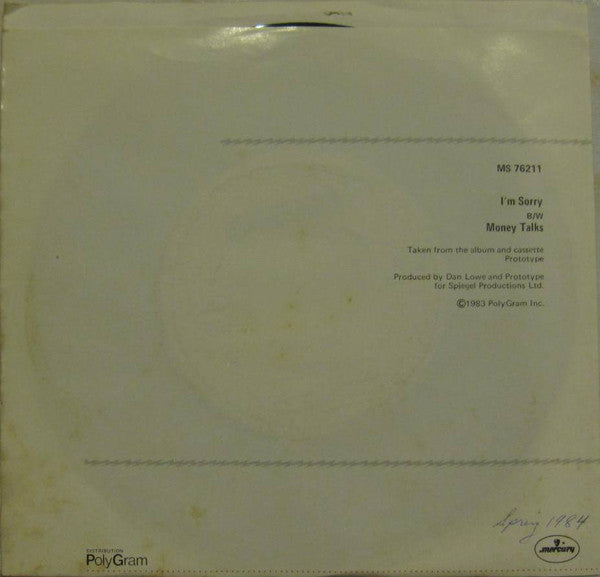 MS 76211
I'm Sorry
B/W
Money Talks
Taken from the album and cassette
Prototype
Produced by Dan Lowe and Prototype
for Spiegel Productions Ltd.
©1983 PolyGram Inc.
Spring 1984
DISTRIBUTION
PolyGram
mercury